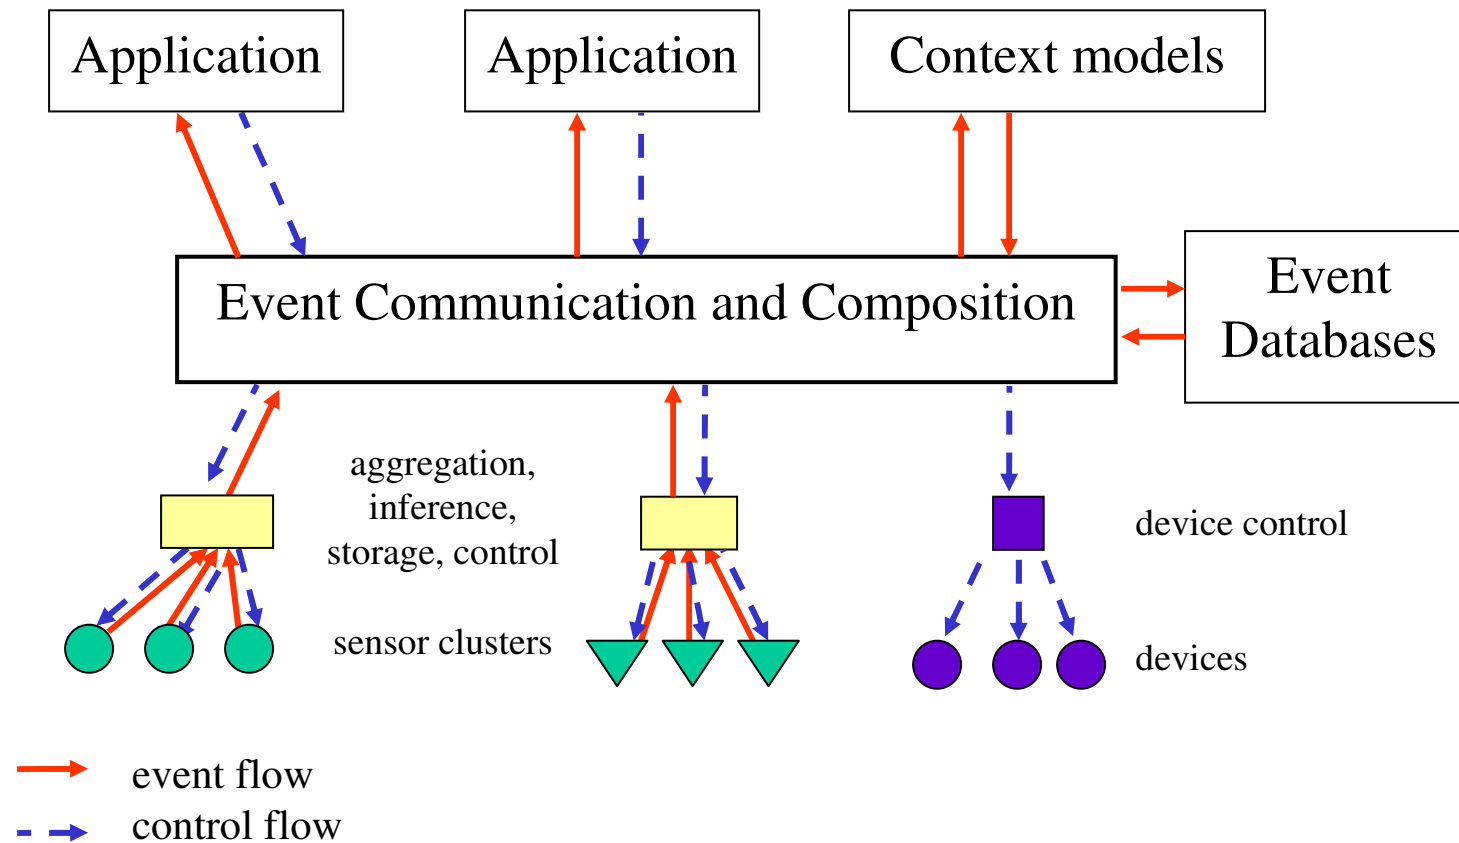 Application
Application
Context models
Event Communication and Composition
Event
Databases
aggregation,
inference,
storage, control
device control
sensor clusters
devices
event flow
control flow